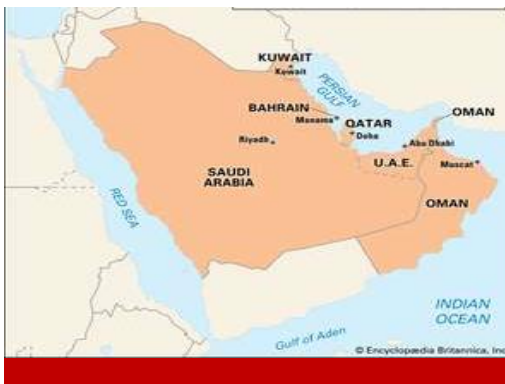 KUWAIT
Kuwait
PERSIAN
GULF
BAHRAIN
Manama
QATAR
Doha
OMAN
Riyadh
Abu Dhabi
U.A.E.
Muscat
SAUDI
ARABIA
OMAN
RED SEA
INDIAN
OCEAN
Gulf of Aden
© Encyclopædia Britannica, Inc